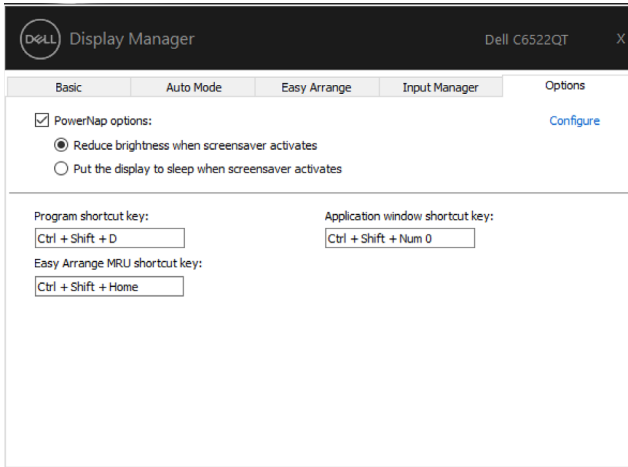 DELL Display Manager Dell C6522QT X
Basic Auto Mode Easy Arrange Input Manager Options
PowerNap options: Configure
Reduce brightness when screensaver activates
Put the display to sleep when screensaver activates
Program shortcut key: Application window shortcut key:
Ctrl + Shift + D Ctrl + Shift + Num 0
Easy Arrange MRU shortcut key:
Ctrl + Shift + Home